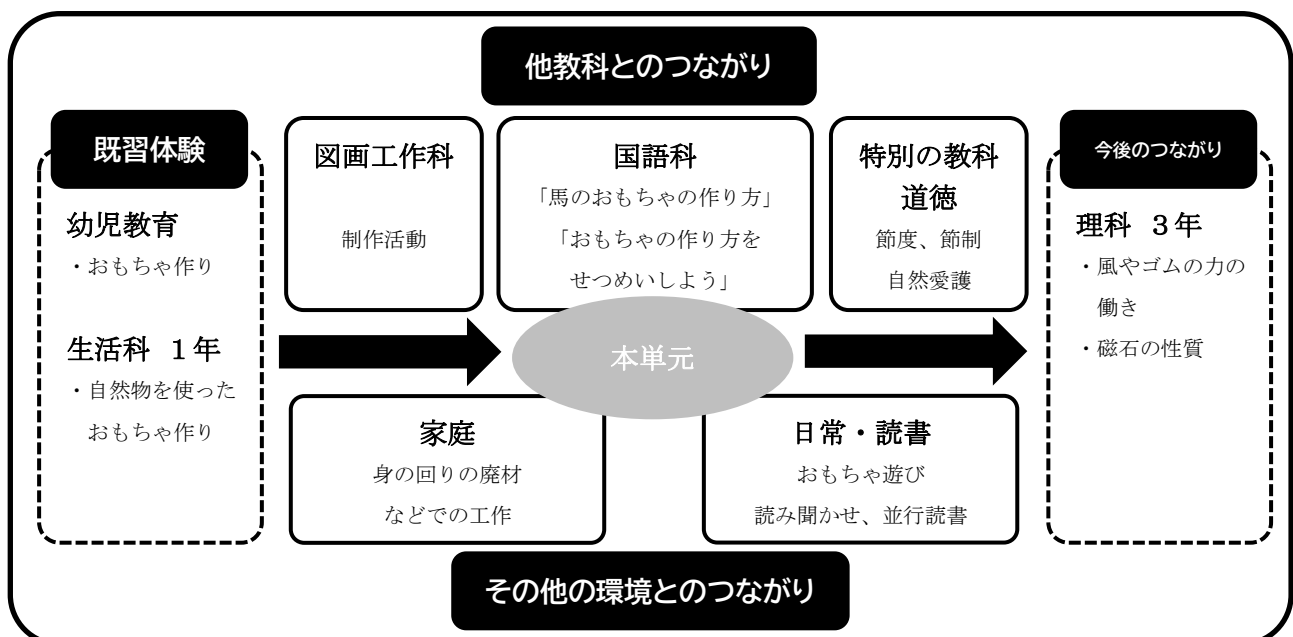 他教科とのつながり
既習体験
幼児教育
・おもちゃ作り
生活科 １年
・自然物を使った
おもちゃ作り
図画工作科
制作活動
国語科
「馬のおもちゃの作り方」
「おもちゃの作り方を
せつめいしよう」
特別の教科
道徳
節度、節制
自然愛護
本単元
家庭
身の回りの廃材
などでの工作
日常・読書
おもちゃ遊び
読み聞かせ、並行読書
その他の環境とのつながり
今後のつながり
理科 ３年
・風やゴムの力の
働き
・磁石の性質